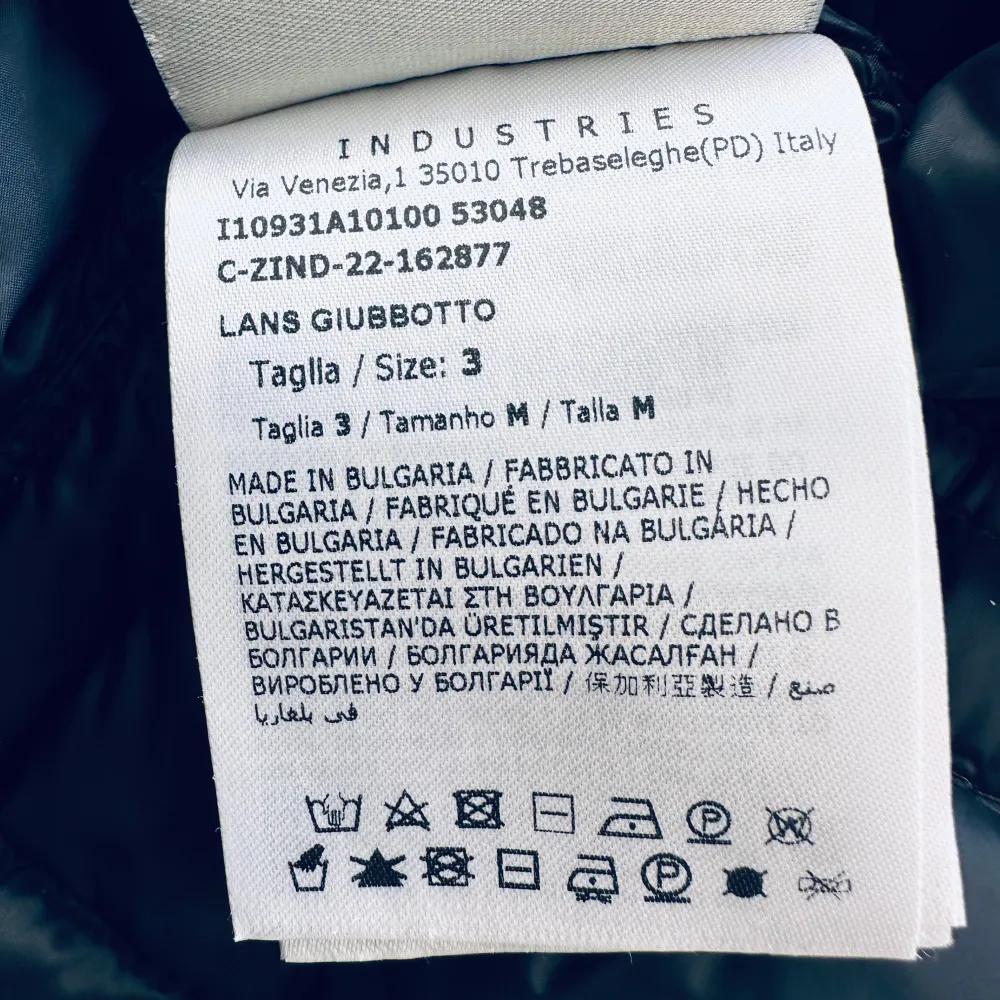 INDUSTRIES
Via Venezia,1 35010 Trebaseleghe(PD) Italy
I10931A10100 53048
C-ZIND-22-162877
LANS GIUBBOTTO
Taglia / Size: 3
Taglia 3 / Tamanho M / Talla M
MADE IN BULGARIA / FABBRICATO IN
BULGARIA / FABRIQUÉ EN BULGARIE / HECHO
EN BULGARIA / FABRICADO NA BULGÁRIA /
HERGESTELLT IN BULGARIEN /
ΚΑΤΑΣΚΕΥΑΖΕΤΑΙ ΣΤΗ ΒΟΥΛΓΑΡΙΑ /
BULGARISTAN'DA ÜRETILMIŞTIR / СДЕЛАНО В
БОЛГАРИИ / БОЛГАРИЯДА ЖАСАЛҒАН /
ВИРОБЛЕНО У БОЛГАРІЇ / 保加利亞製造 / صنع
في بلغاريا
P W
P